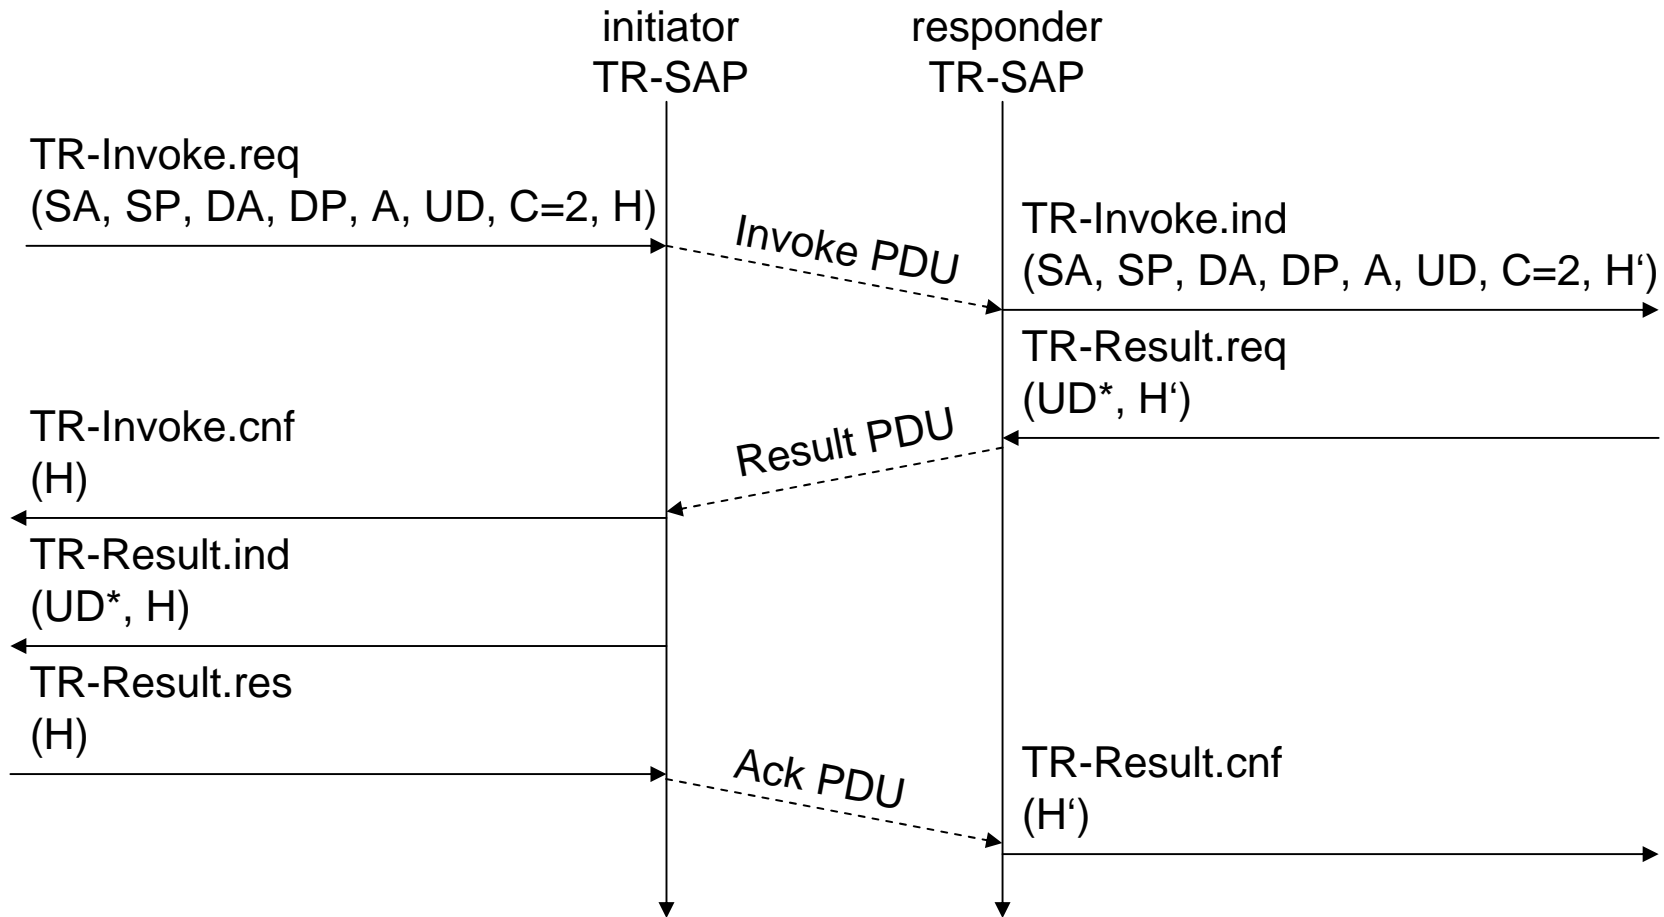 initiator
TR-SAP
responder
TR-SAP
TR-Invoke.req
(SA, SP, DA, DP, A, UD, C=2, H)
Invoke PDU
TR-Invoke.ind
(SA, SP, DA, DP, A, UD, C=2, H‘)
TR-Result.req
(UD*, H‘)
Result PDU
TR-Invoke.cnf
(H)
TR-Result.ind
(UD*, H)
TR-Result.res
(H)
Ack PDU
TR-Result.cnf
(H‘)